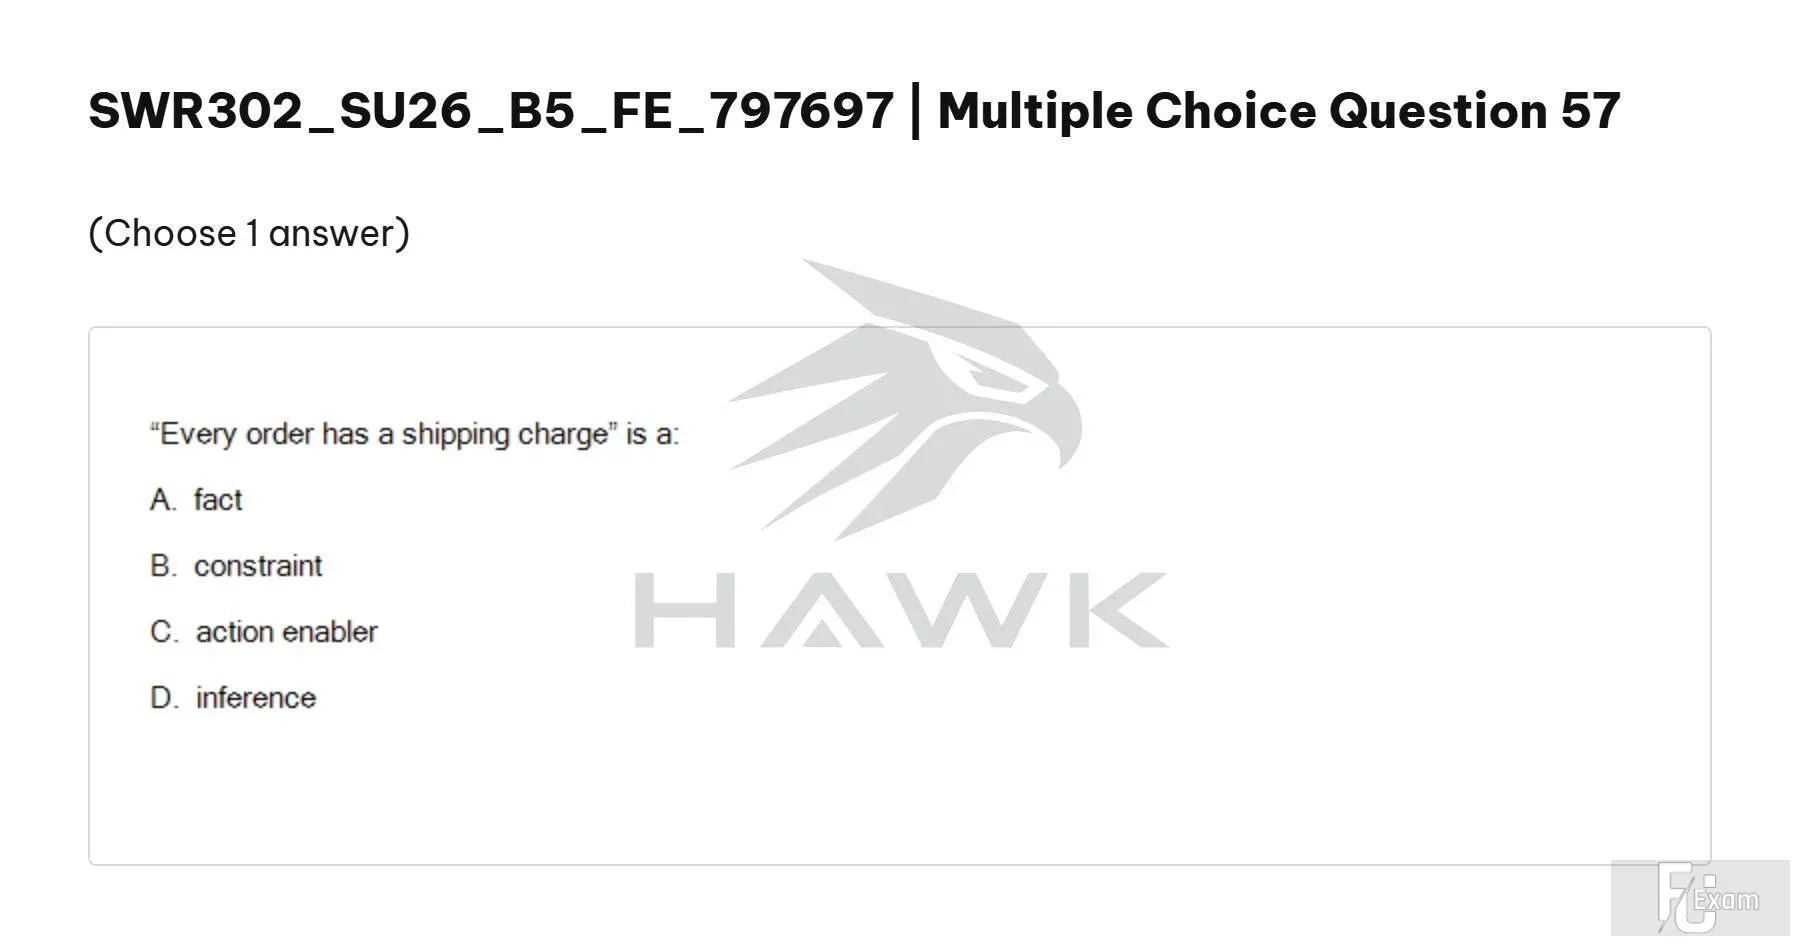 SWR302_SU26_B5_FE_797697 | Multiple Choice Question 57
(Choose 1 answer)
“Every order has a shipping charge” is a:
A. fact
B. constraint
C. action enabler
D. inference
HAWK
FU Exam